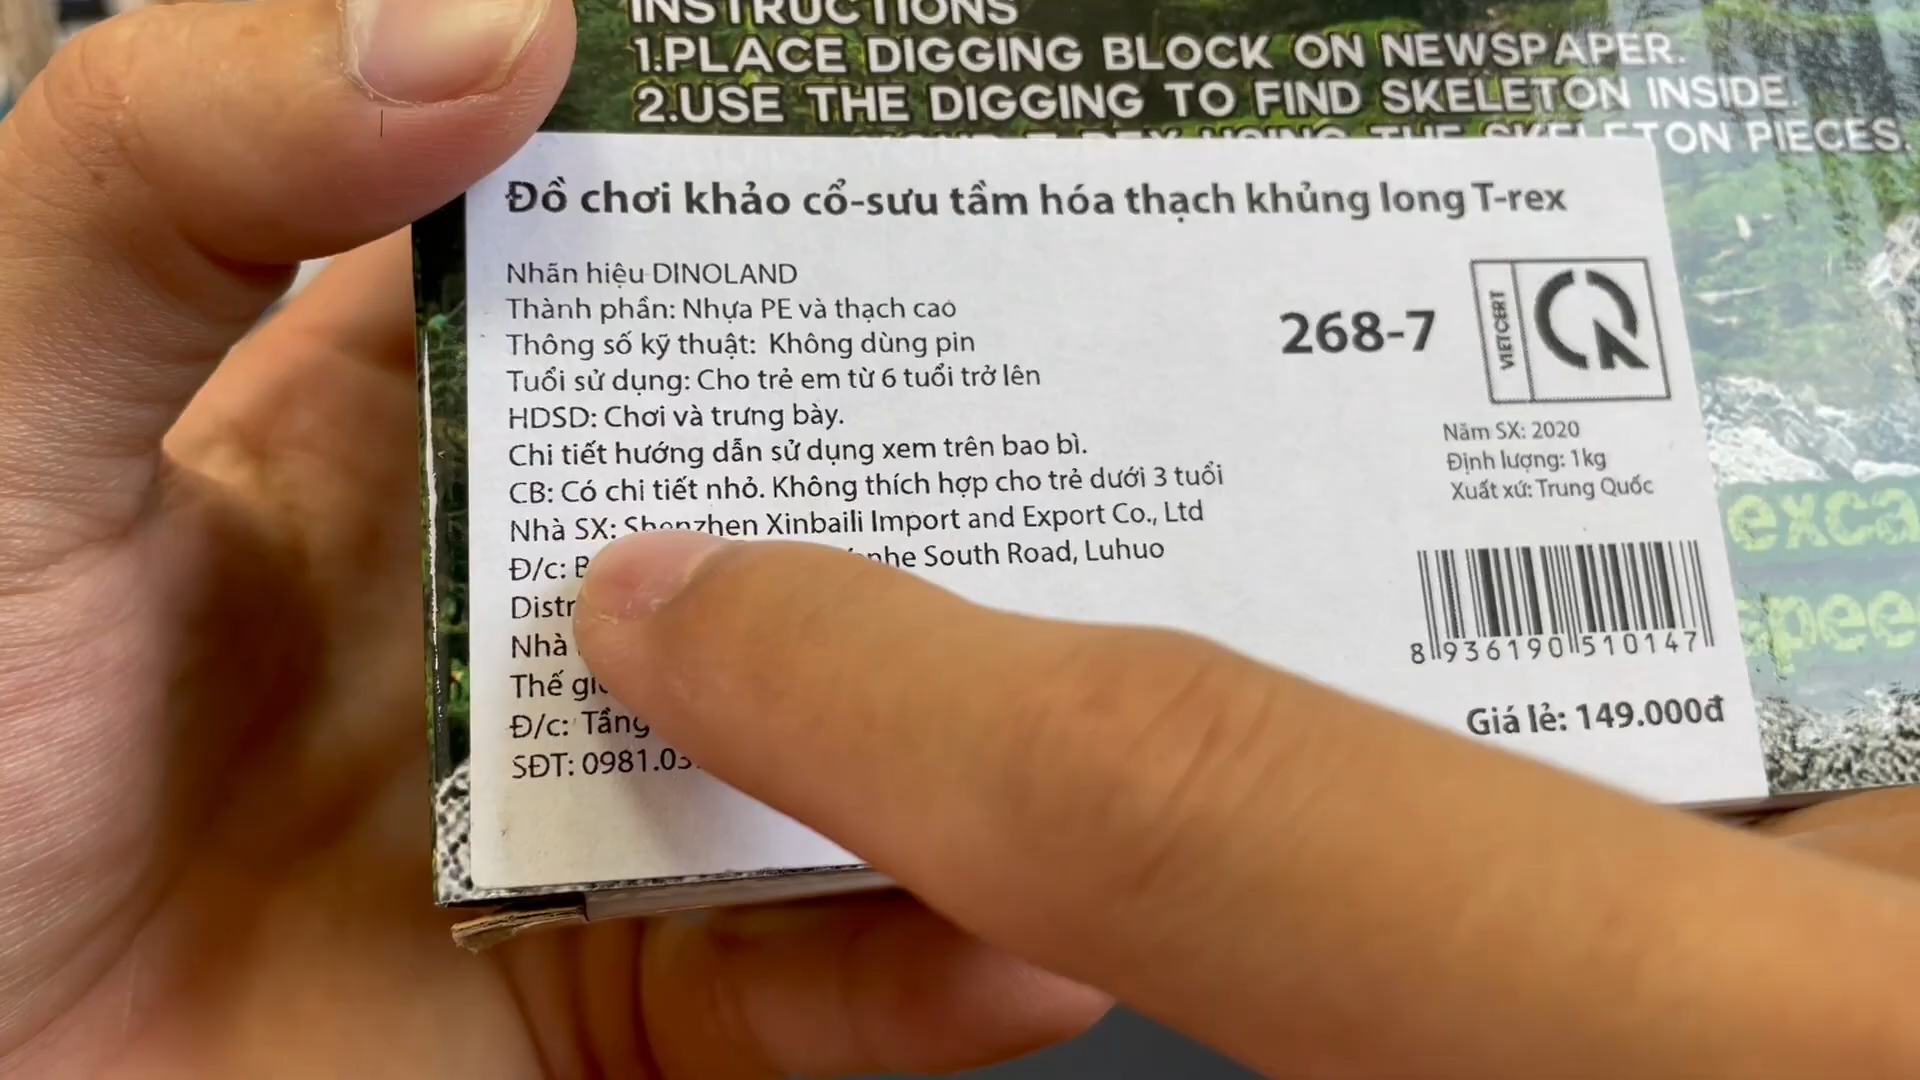 INSTRUCTIONS
1.PLACE DIGGING BLOCK ON NEWSPAPER.
2.USE THE DIGGING TO FIND SKELETON INSIDE.
T-REX USING THE SKELETON PIECES.
Đồ chơi khảo cổ-sưu tầm hóa thạch khủng long T-rex
Nhãn hiệu DINOLAND
Thành phần: Nhựa PE và thạch cao
Thông số kỹ thuật: Không dùng pin
Tuổi sử dụng: Cho trẻ em từ 6 tuổi trở lên
HDSD: Chơi và trưng bày.
Chi tiết hướng dẫn sử dụng xem trên bao bì.
CB: Có chi tiết nhỏ. Không thích hợp cho trẻ dưới 3 tuổi
Nhà SX: Shenzhen Xinbaili Import and Export Co., Ltd
Đ/c: South Road, Luhuo
Nhà
Thế
Đ/c: Tầng
SĐT: 0981.03
268-7
VIETCERT
Năm SX: 2020
Định lượng: 1kg
Xuất xứ: Trung Quốc
8 936190 510147
Giá lẻ: 149.000đ
exca
spee